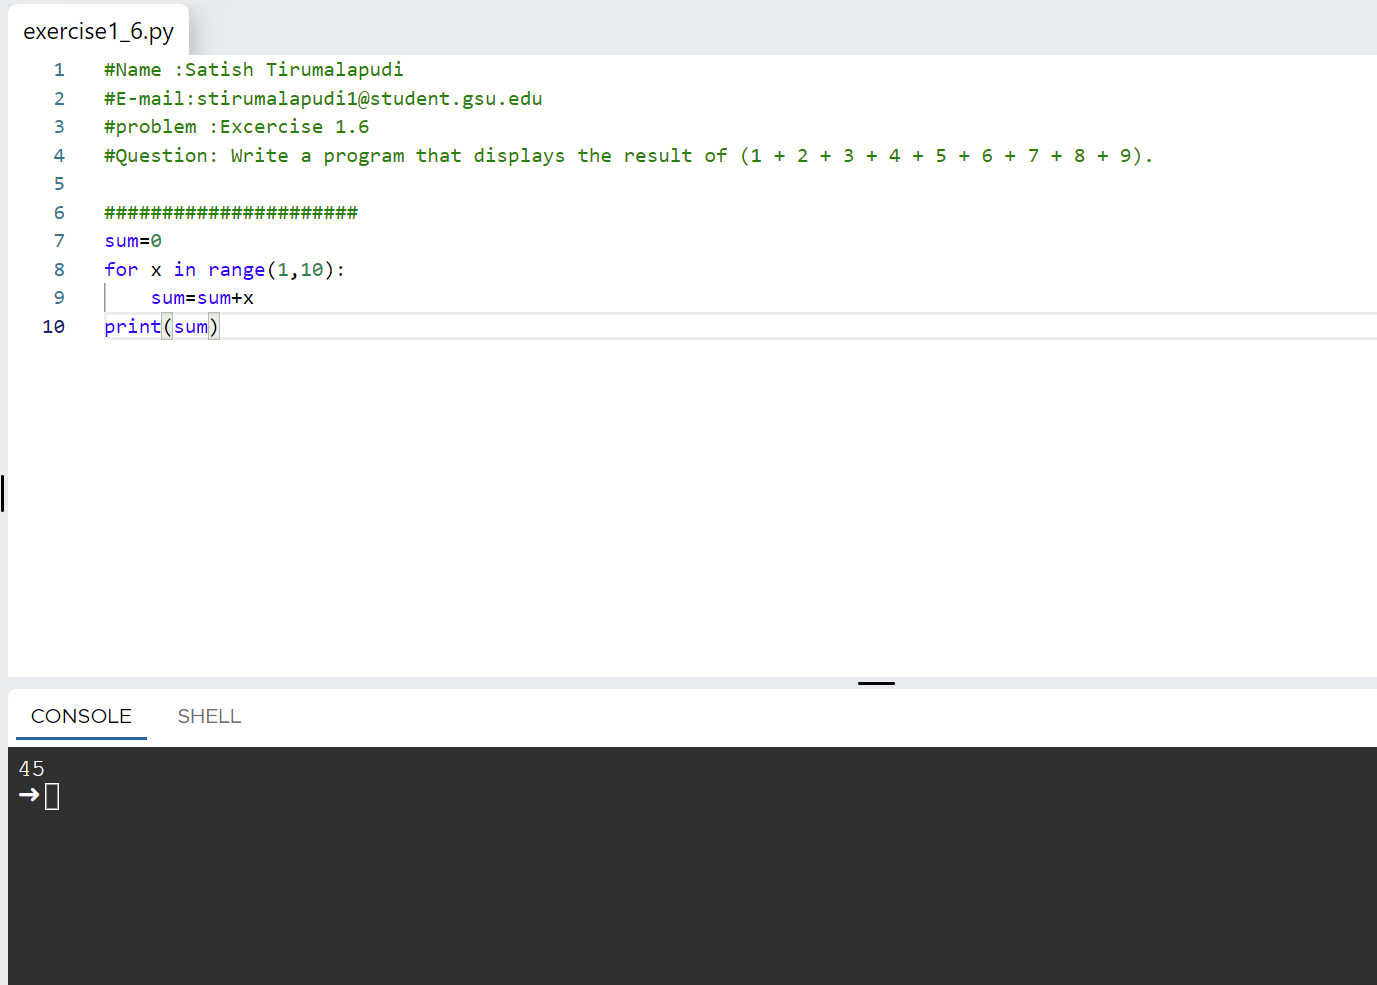 exercise1_6.py
1 #Name :Satish Tirumalapudi
2 #E-mail:stirumalapudi1@student.gsu.edu
3 #problem :Excercise 1.6
4 #Question: Write a program that displays the result of (1 + 2 + 3 + 4 + 5 + 6 + 7 + 8 + 9).
5
6 ######################
7 sum=0
8 for x in range(1,10):
9     sum=sum+x
10 print(sum)
CONSOLE SHELL
45
➜